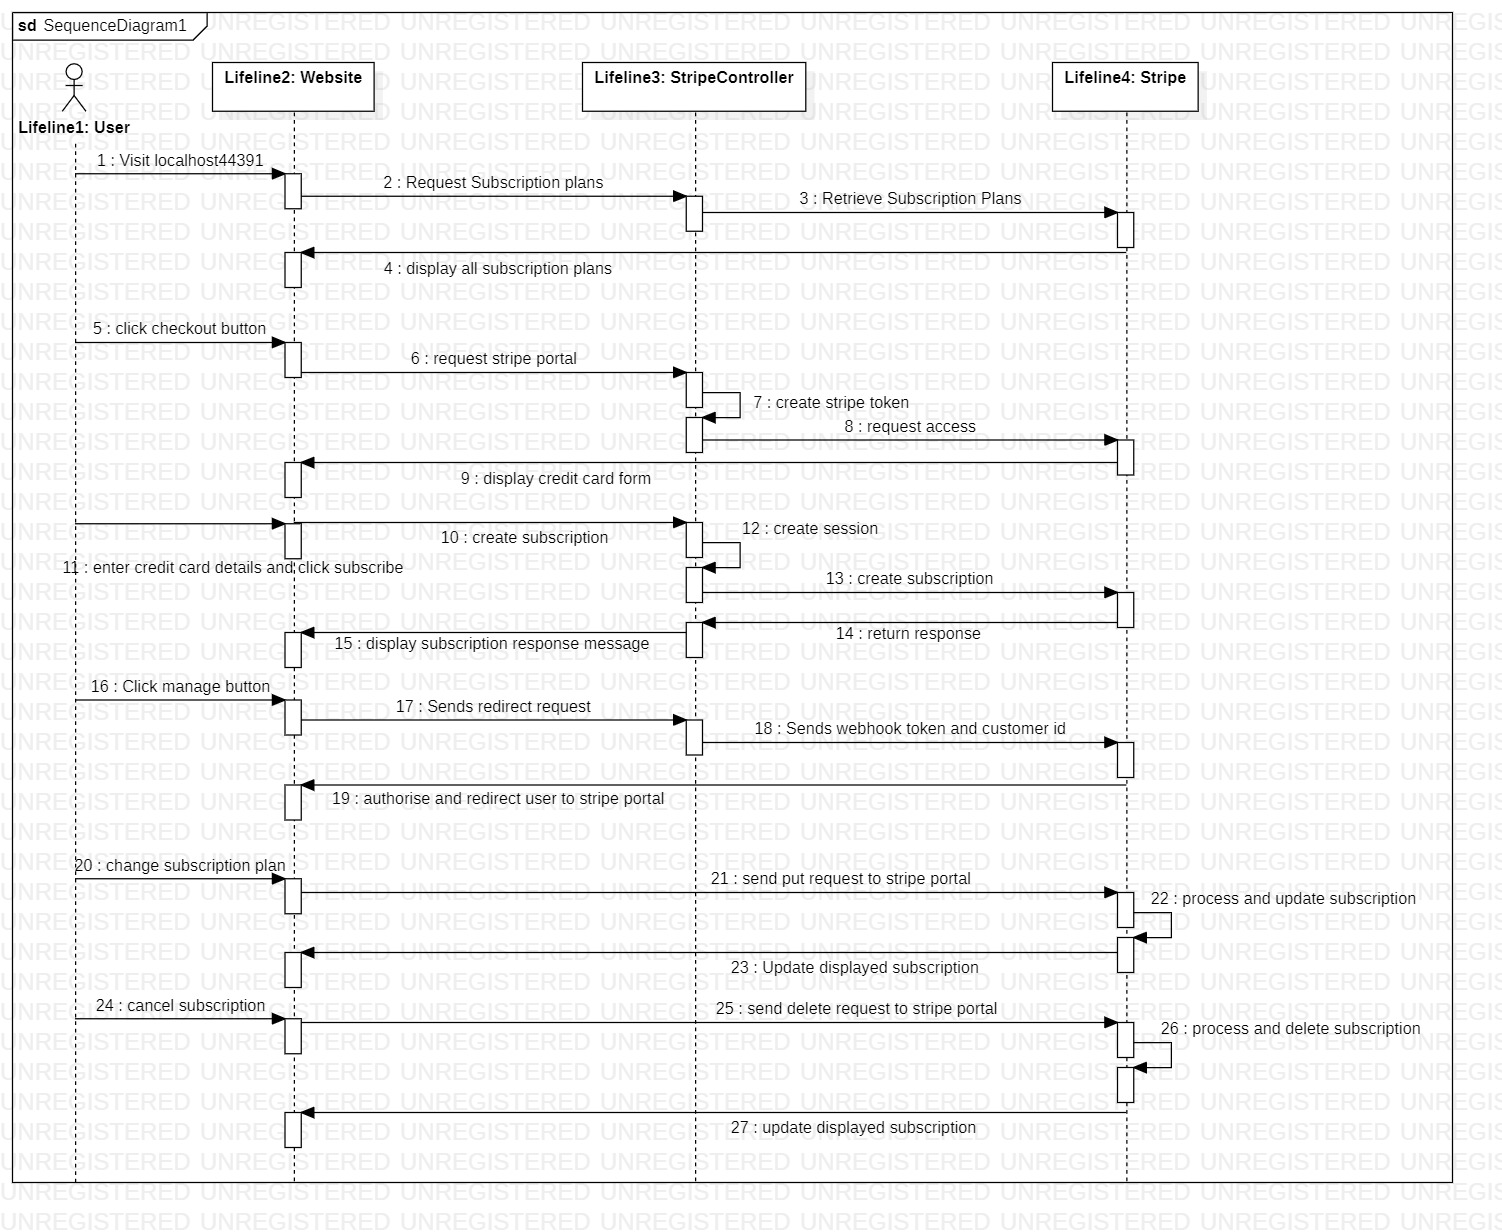 sd SequenceDiagram1
Lifeline1: User
Lifeline2: Website
Lifeline3: StripeController
Lifeline4: Stripe
1 : Visit localhost44391
2 : Request Subscription plans
3 : Retrieve Subscription Plans
4 : display all subscription plans
5 : click checkout button
6 : request stripe portal
7 : create stripe token
8 : request access
9 : display credit card form
10 : create subscription
12 : create session
11 : enter credit card details and click subscribe
13 : create subscription
14 : return response
15 : display subscription response message
16 : Click manage button
17 : Sends redirect request
18 : Sends webhook token and customer id
19 : authorise and redirect user to stripe portal
20 : change subscription plan
21 : send put request to stripe portal
22 : process and update subscription
23 : Update displayed subscription
24 : cancel subscription
25 : send delete request to stripe portal
26 : process and delete subscription
27 : update displayed subscription
UNREGISTERED